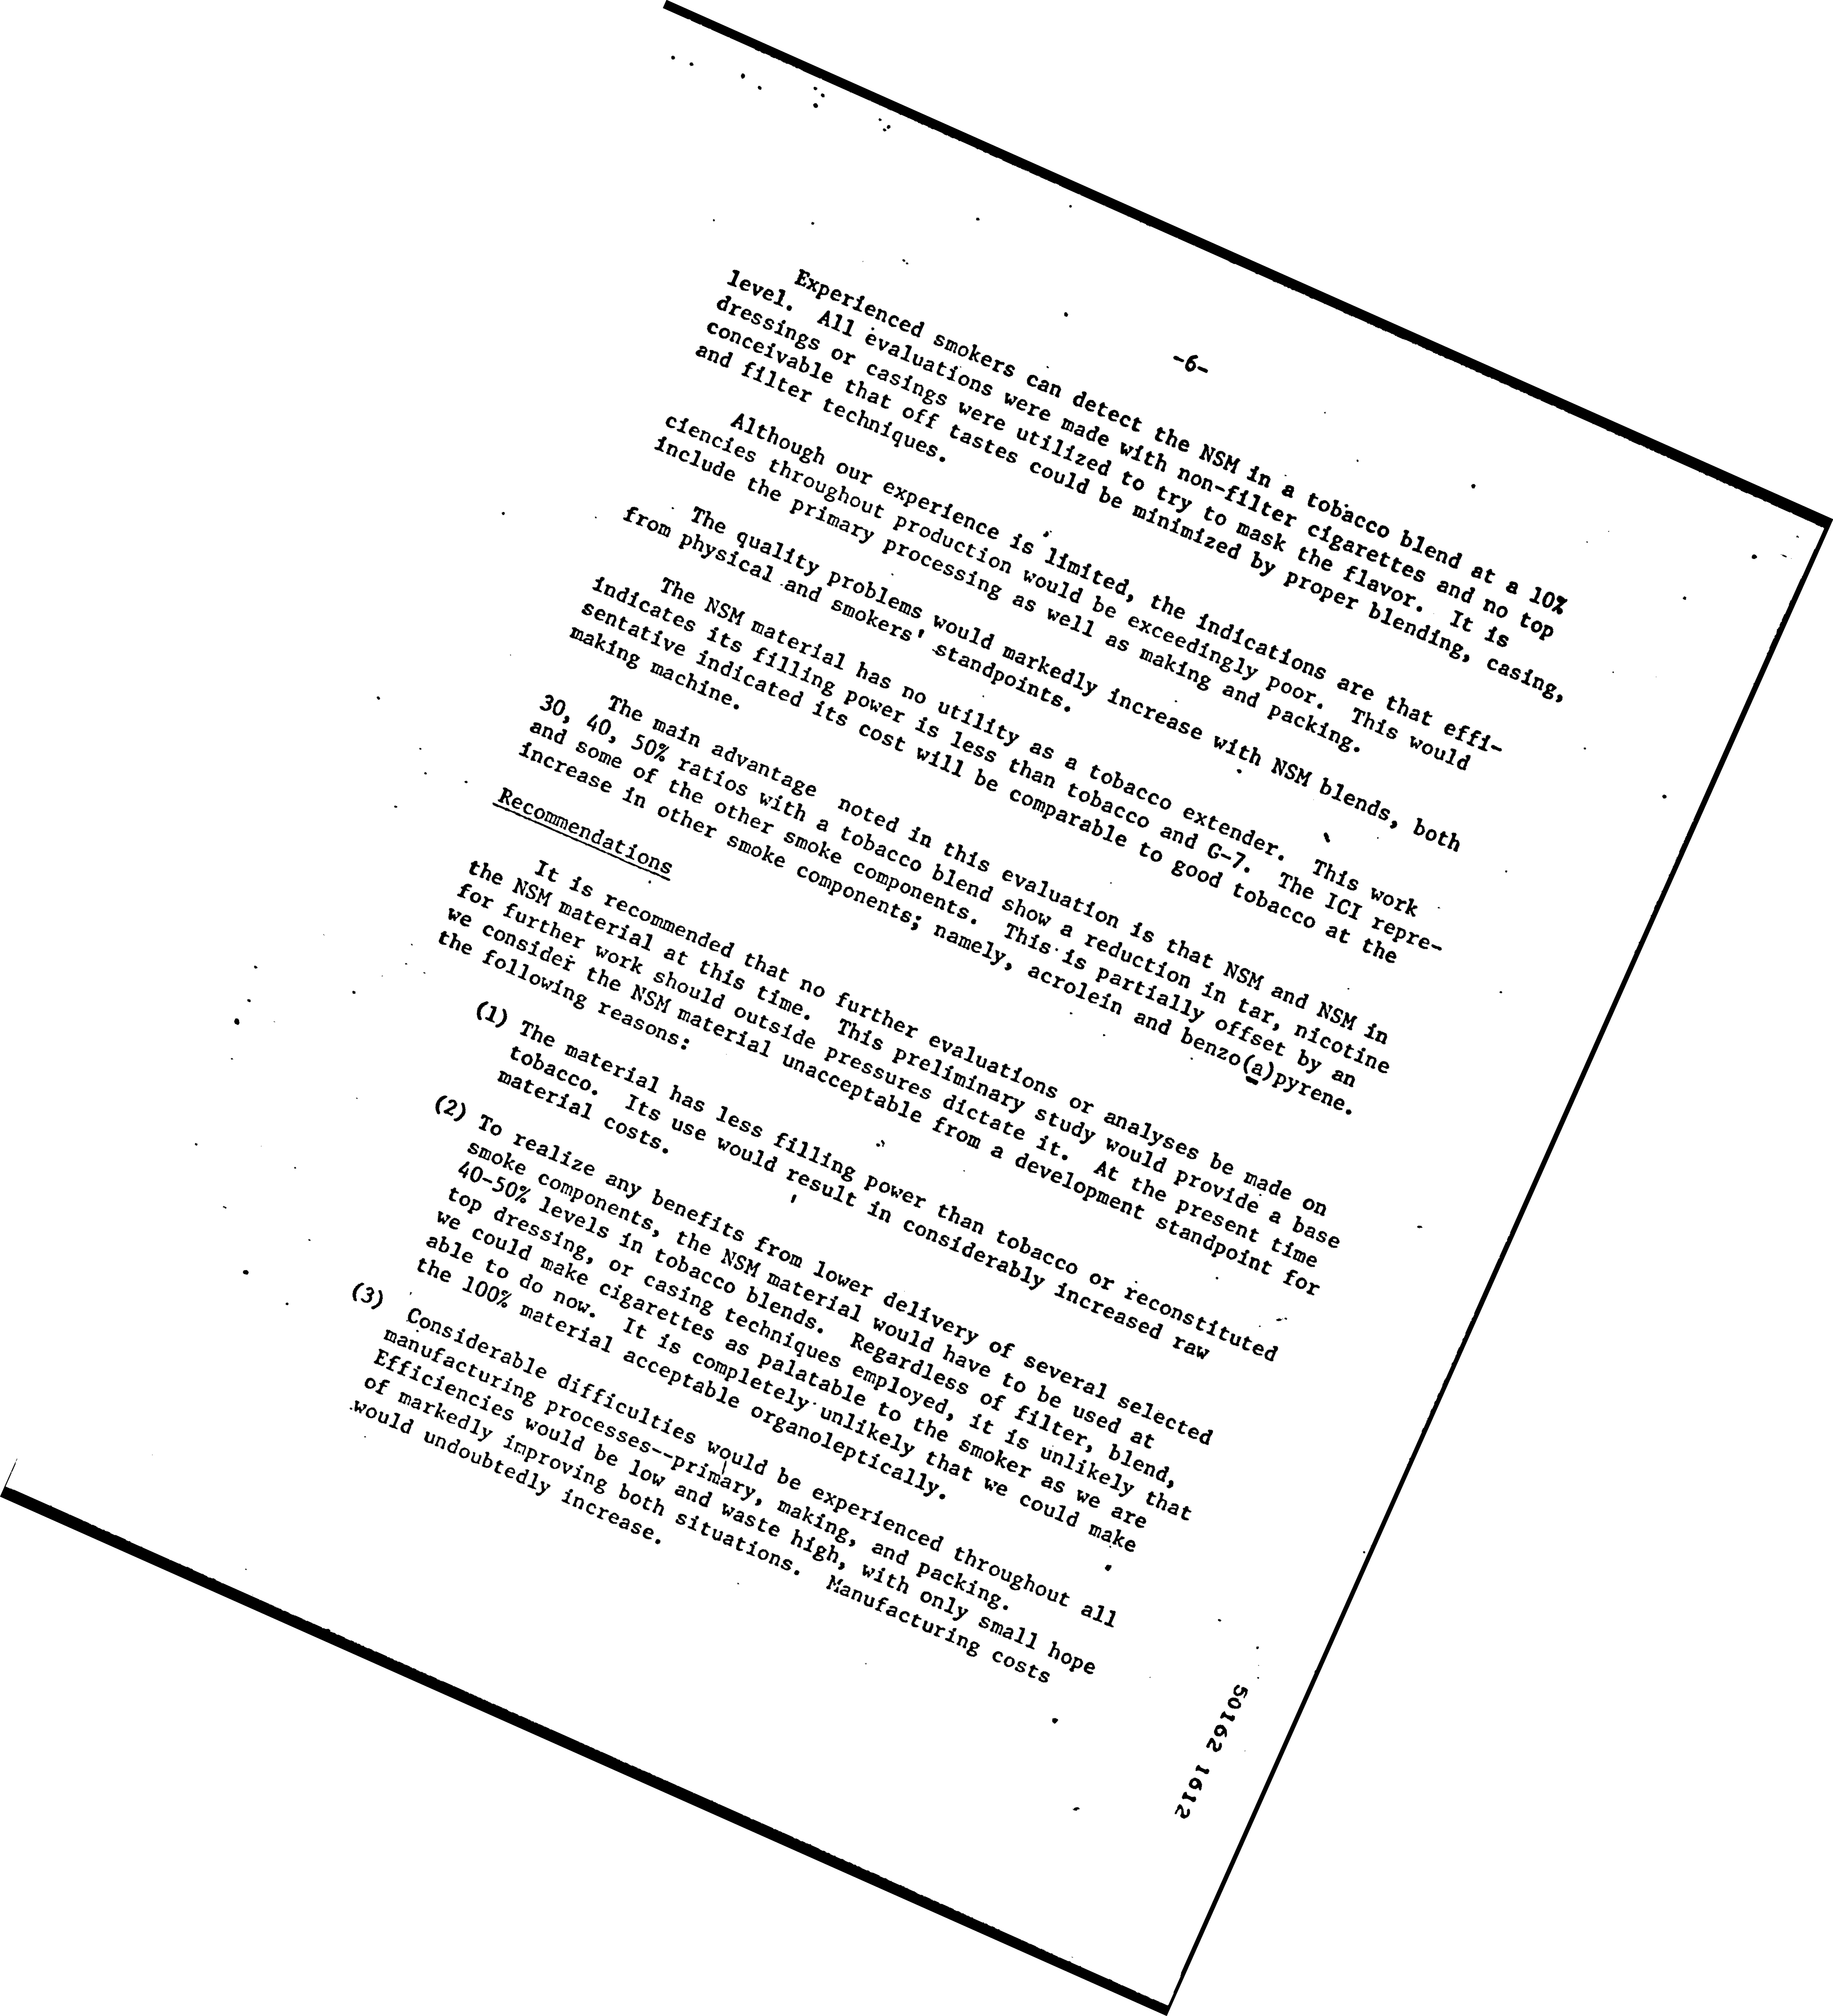 -6-
Experienced smokers can detect the NSM in a tobacco blend at a 10%
level. All evaluations were made with non-filter cigarettes and no top
dressings or casings were utilized to try to mask the flavor. It is
conceivable that off tastes could be minimized by proper blending, casing,
and filter techniques.
Although our experience is limited, the indications are that effi-
ciencies throughout production would be exceedingly poor. This would
include the primary processing as well as making and packing.
The quality problems would markedly increase with NSM blends, both
from physical and smokers' standpoints.
The NSM material has no utility as a tobacco extender. This work
indicates its filling power is less than tobacco and G-7. The ICI repre-
sentative indicated its cost will be comparable to good tobacco at the
making machine.
The main advantage noted in this evaluation is that NSM and NSM in
30, 40, 50% ratios with a tobacco blend show a reduction in tar, nicotine
and some of the other smoke components. This is partially offset by an
increase in other smoke components; namely, acrolein and benzo(a)pyrene.
Recommendations
It is recommended that no further evaluations or analyses be made on
the NSM material at this time. This preliminary study would provide a base
for further work should outside pressures dictate it. At the present time
we consider the NSM material unacceptable from a development standpoint for
the following reasons:
(1) The material has less filling power than tobacco or reconstituted
tobacco. Its use would result in considerably increased raw
material costs.
(2) To realize any benefits from lower delivery of several selected
smoke components, the NSM material would have to be used at
40-50% levels in tobacco blends. Regardless of filter, blend,
top dressing, or casing techniques employed, it is unlikely that
we could make cigarettes as palatable to the smoker as we are
able to do now. It is completely unlikely that we could make
the 100% material acceptable organoleptically.
(3) Considerable difficulties would be experienced throughout all
manufacturing processes--primary, making, and packing.
Efficiencies would be low and waste high, with only small hope
of markedly improving both situations. Manufacturing costs
would undoubtedly increase.
50162 1612